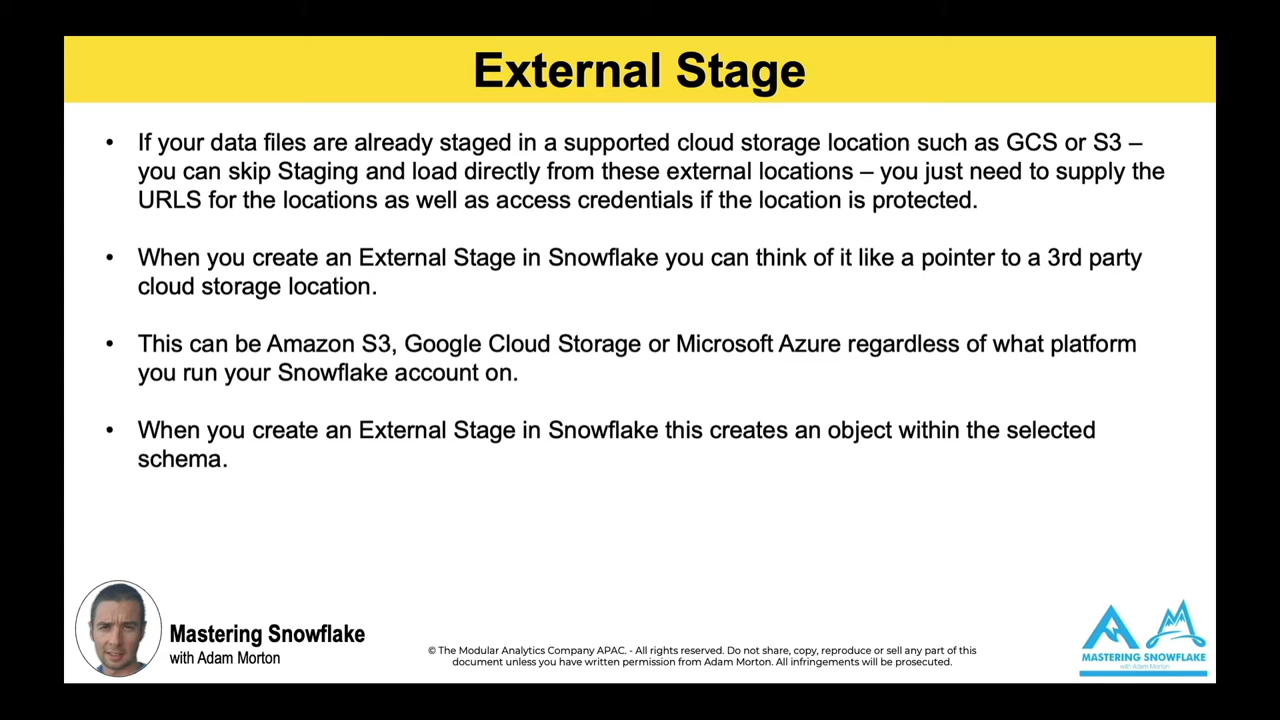 External Stage
• If your data files are already staged in a supported cloud storage location such as GCS or S3 –
you can skip Staging and load directly from these external locations – you just need to supply the
URLS for the locations as well as access credentials if the location is protected.
• When you create an External Stage in Snowflake you can think of it like a pointer to a 3rd party
cloud storage location.
• This can be Amazon S3, Google Cloud Storage or Microsoft Azure regardless of what platform
you run your Snowflake account on.
• When you create an External Stage in Snowflake this creates an object within the selected
schema.
Mastering Snowflake
with Adam Morton
© The Modular Analytics Company APAC. - All rights reserved. Do not share, copy, reproduce or sell any part of this
document unless you have written permission from Adam Morton. All infringements will be prosecuted.
MASTERING SNOWFLAKE
with Adam Morton